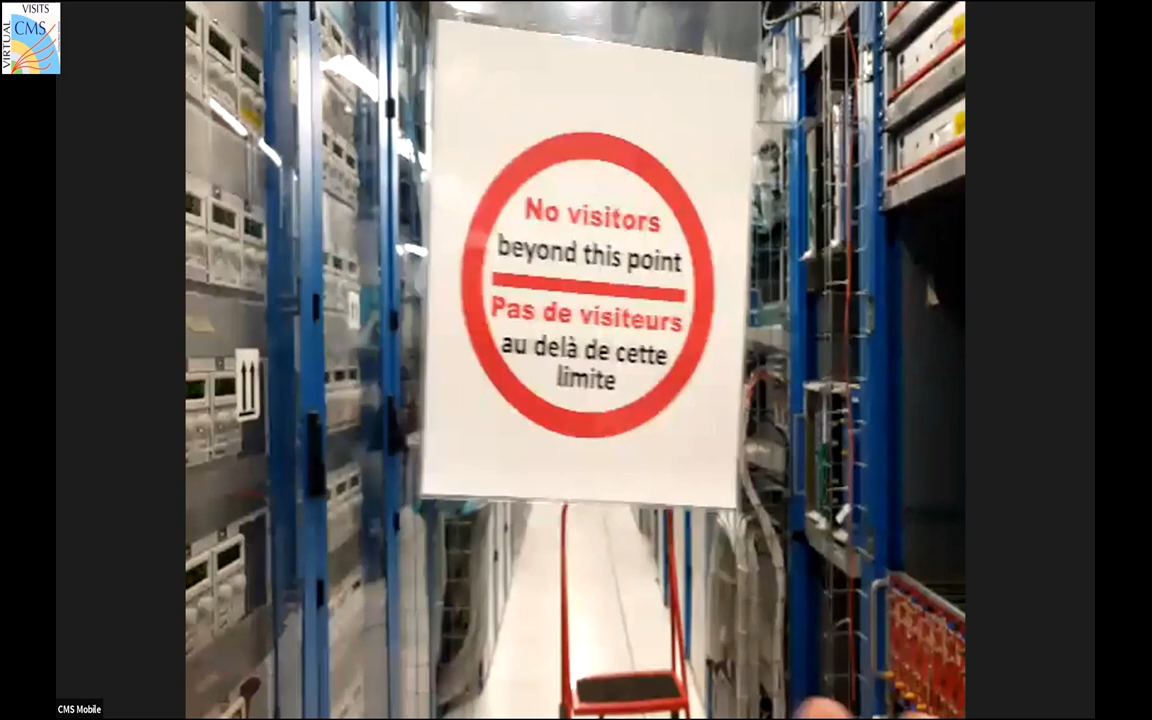 VISITS
VIRTUAL
CMS
No visitors
beyond this point
Pas de visiteurs
au delà de cette
limite
CMS Mobile